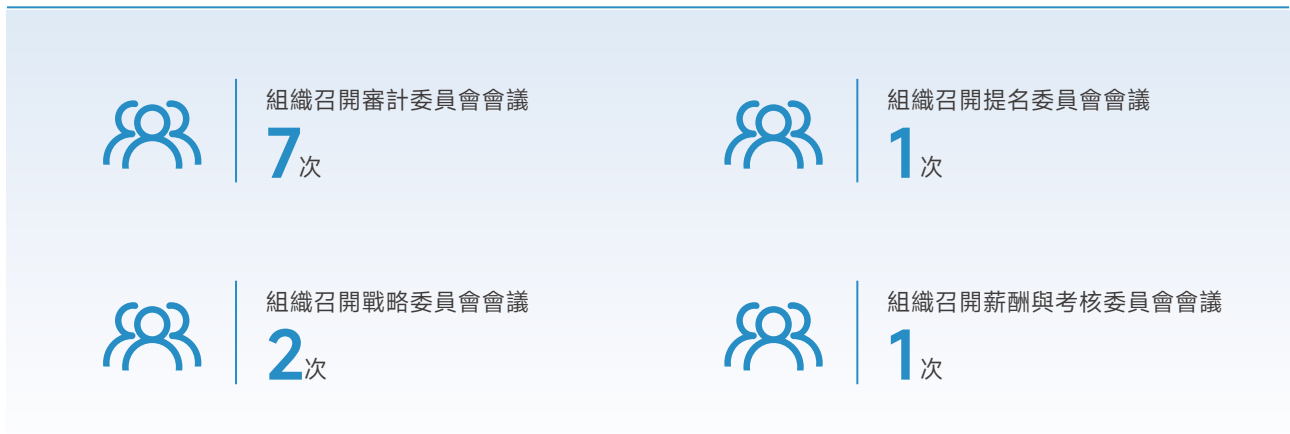 組織召開審計委員會會議
7次
組織召開提名委員會會議
1次
組織召開戰略委員會會議
2次
組織召開薪酬與考核委員會會議
1次